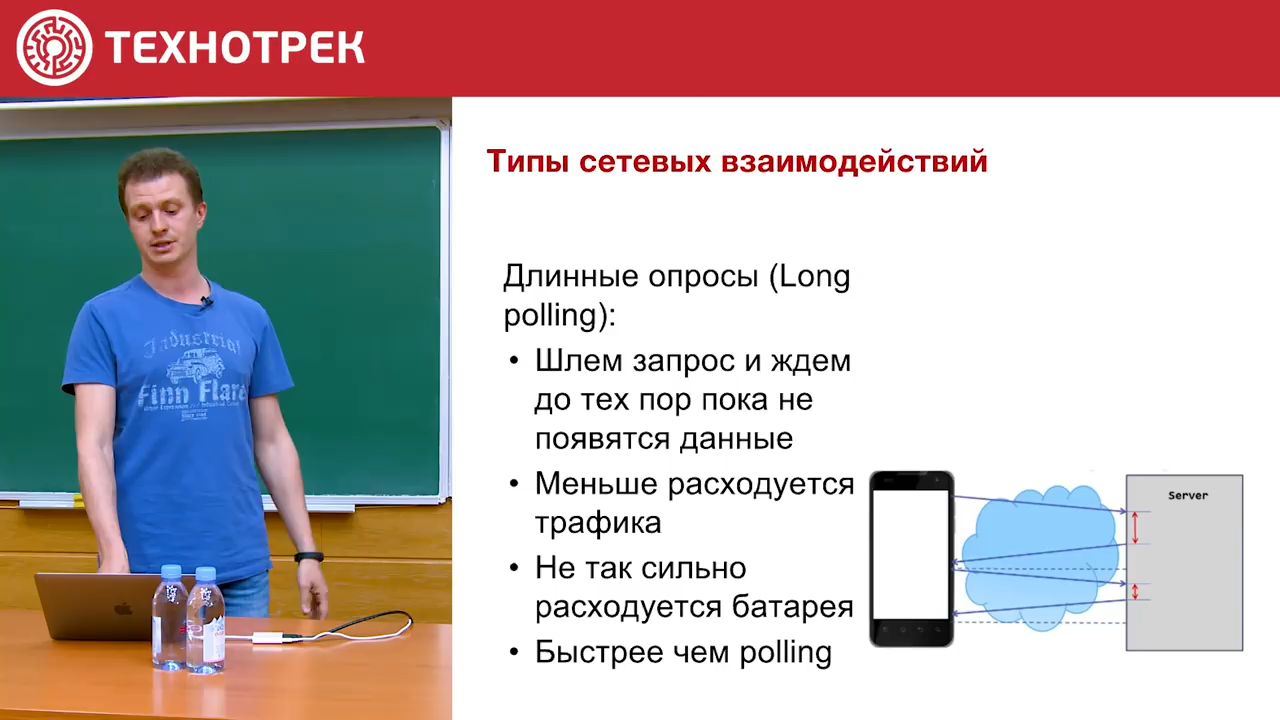 ТЕХНОТРЕК
Типы сетевых взаимодействий
Длинные опросы (Long
polling):
• Шлем запрос и ждем
до тех пор пока не
появятся данные
• Меньше расходуется
трафика
• Не так сильно
расходуется батарея
• Быстрее чем polling
Server
Industrial
Finn Flare